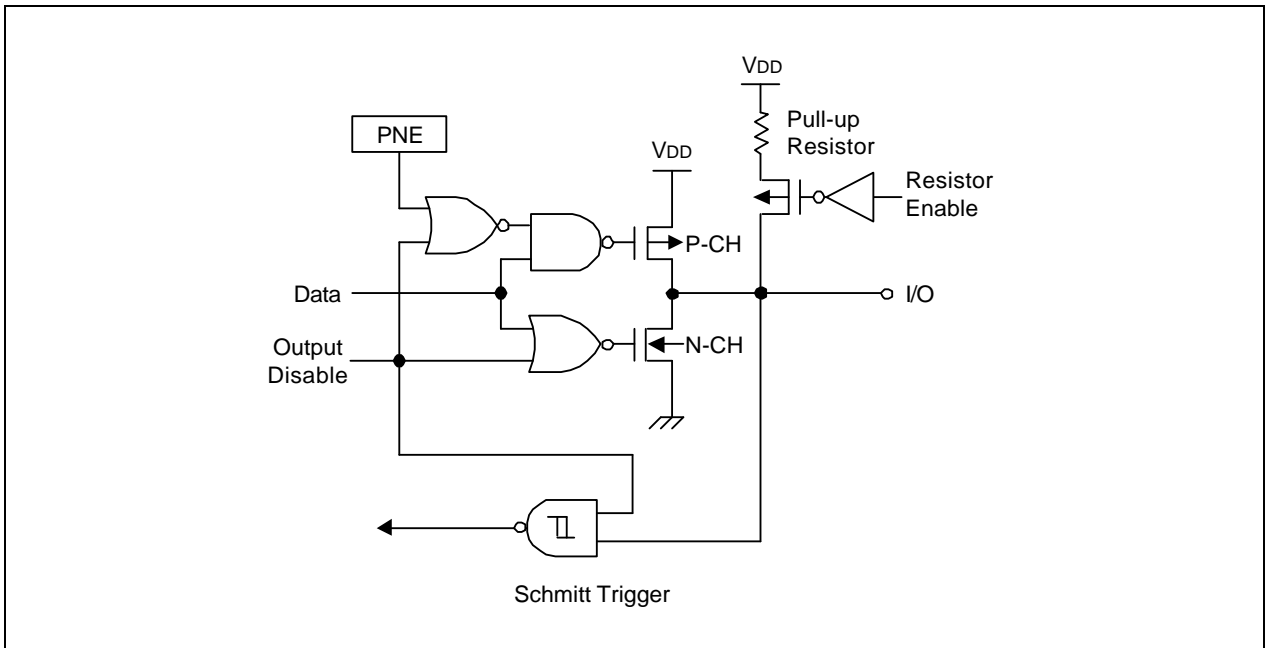 VDD
Pull-up
Resistor
PNE
VDD
Resistor
Enable
P-CH
Data
I/O
N-CH
Output
Disable
Schmitt Trigger